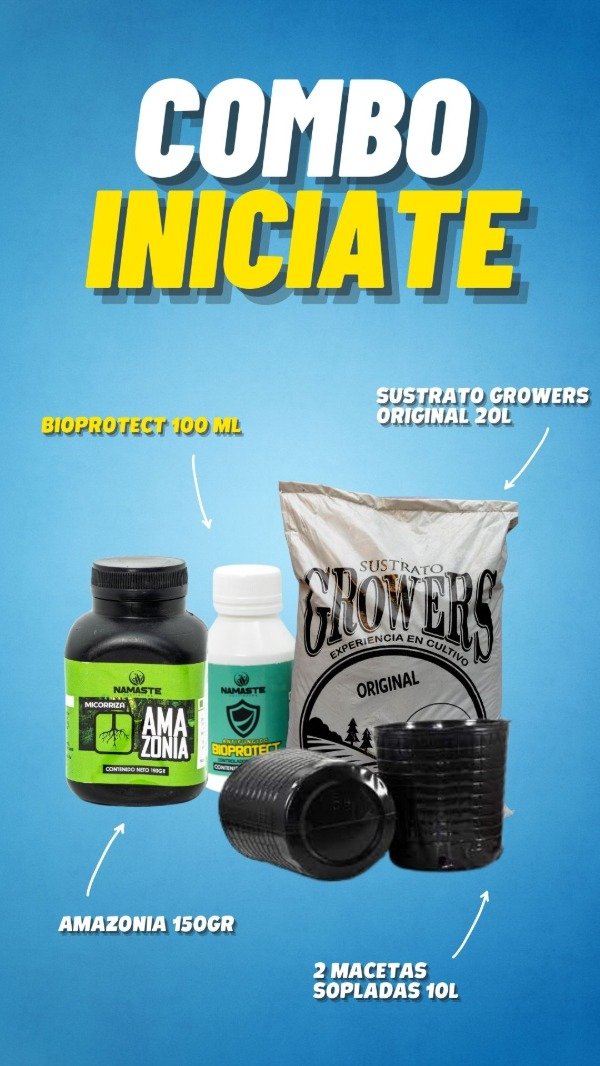 COMBO
INICIATE
SUSTRATO GROWERS
ORIGINAL 20L
BIOPROTECT 100 ML
SUSTRATO
GROWERS
EXPERIENCIA EN CULTIVO
ORIGINAL
NAMASTE
MICORRIZA
AMA
ZONIA
NAMASTE
ANTIFUNGICO
BIOPROTECT
AMAZONIA 150GR
2 MACETAS
SOPLADAS 10L